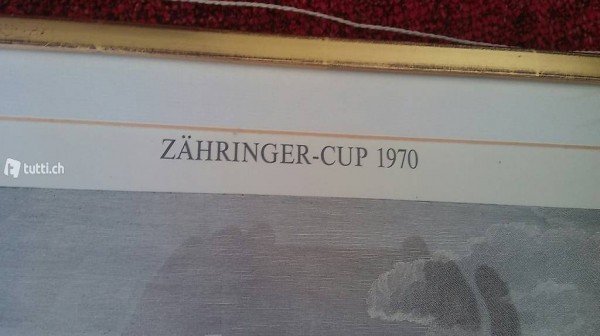 ZÄHRINGER-CUP 1970
tutti.ch